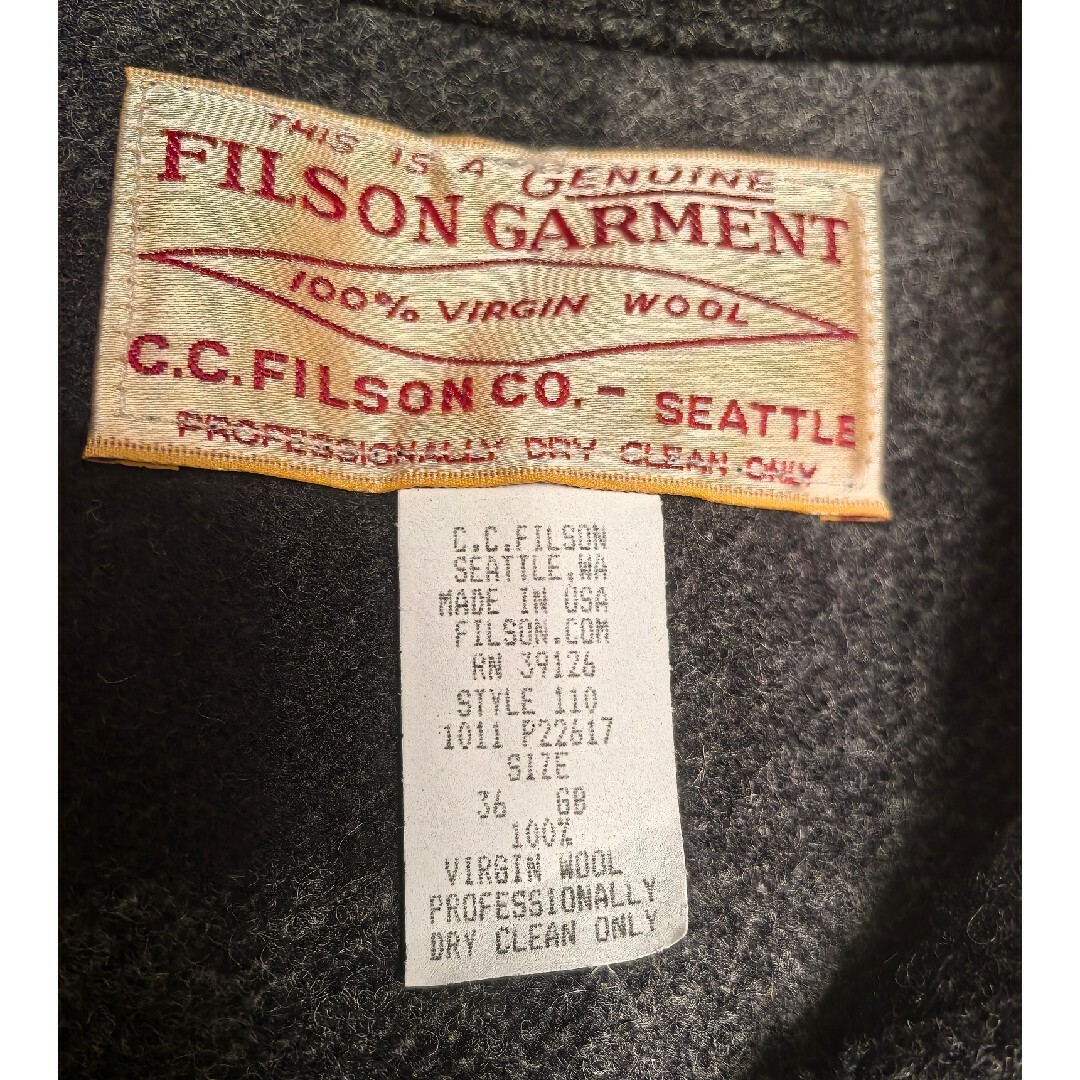 THIS IS A GENUINE
FILSON GARMENT
100% VIRGIN WOOL
C.C.FILSON CO. - SEATTLE
PROFESSIONALLY DRY CLEAN ONLY
C.C.FILSON
SEATTLE,WA
MADE IN USA
FILSON.COM
RN 39126
STYLE 110
1011 P22617
SIZE
36 GB
100%
VIRGIN WOOL
PROFESSIONALLY
DRY CLEAN ONLY